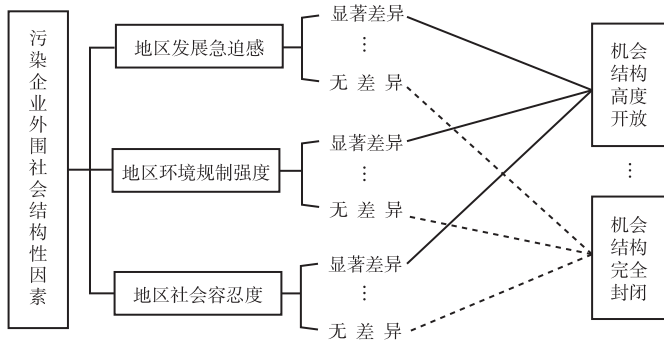 污染企业外围社会结构性因素
地区发展急迫感
显著差异
⋮
无 差 异
地区环境规制强度
显著差异
⋮
无 差 异
地区社会容忍度
显著差异
⋮
无 差 异
机会
结构
高度
开放
⋮
机会
结构
完全
封闭